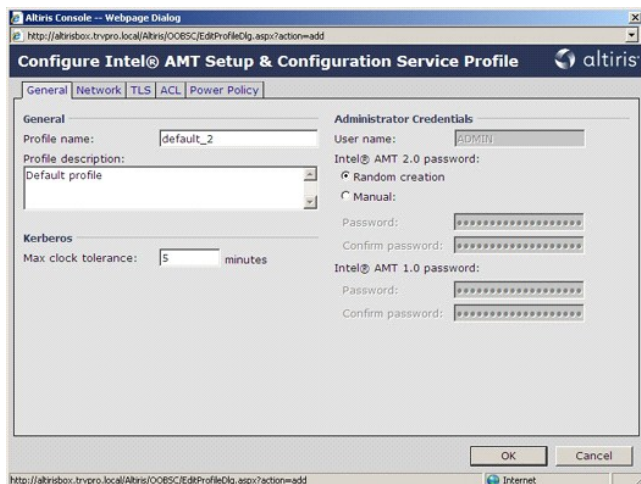 Altiris Console -- Webpage Dialog
http://altirisbox.trvpro.local/Altiris/OOBSC/EditProfileDlg.aspx?action=add
Configure Intel® AMT Setup & Configuration Service Profile
altiris
General Network TLS ACL Power Policy
General
Profile name: default_2
Profile description:
Default profile
Kerberos
Max clock tolerance: 5 minutes
Administrator Credentials
User name: ADMIN
Intel® AMT 2.0 password:
Random creation
Manual:
Password:
Confirm password:
Intel® AMT 1.0 password:
Password:
Confirm password:
OK Cancel
http://altirisbox.trvpro.local/Altiris/OOBSC/EditProfileDlg.aspx?action=add Internet